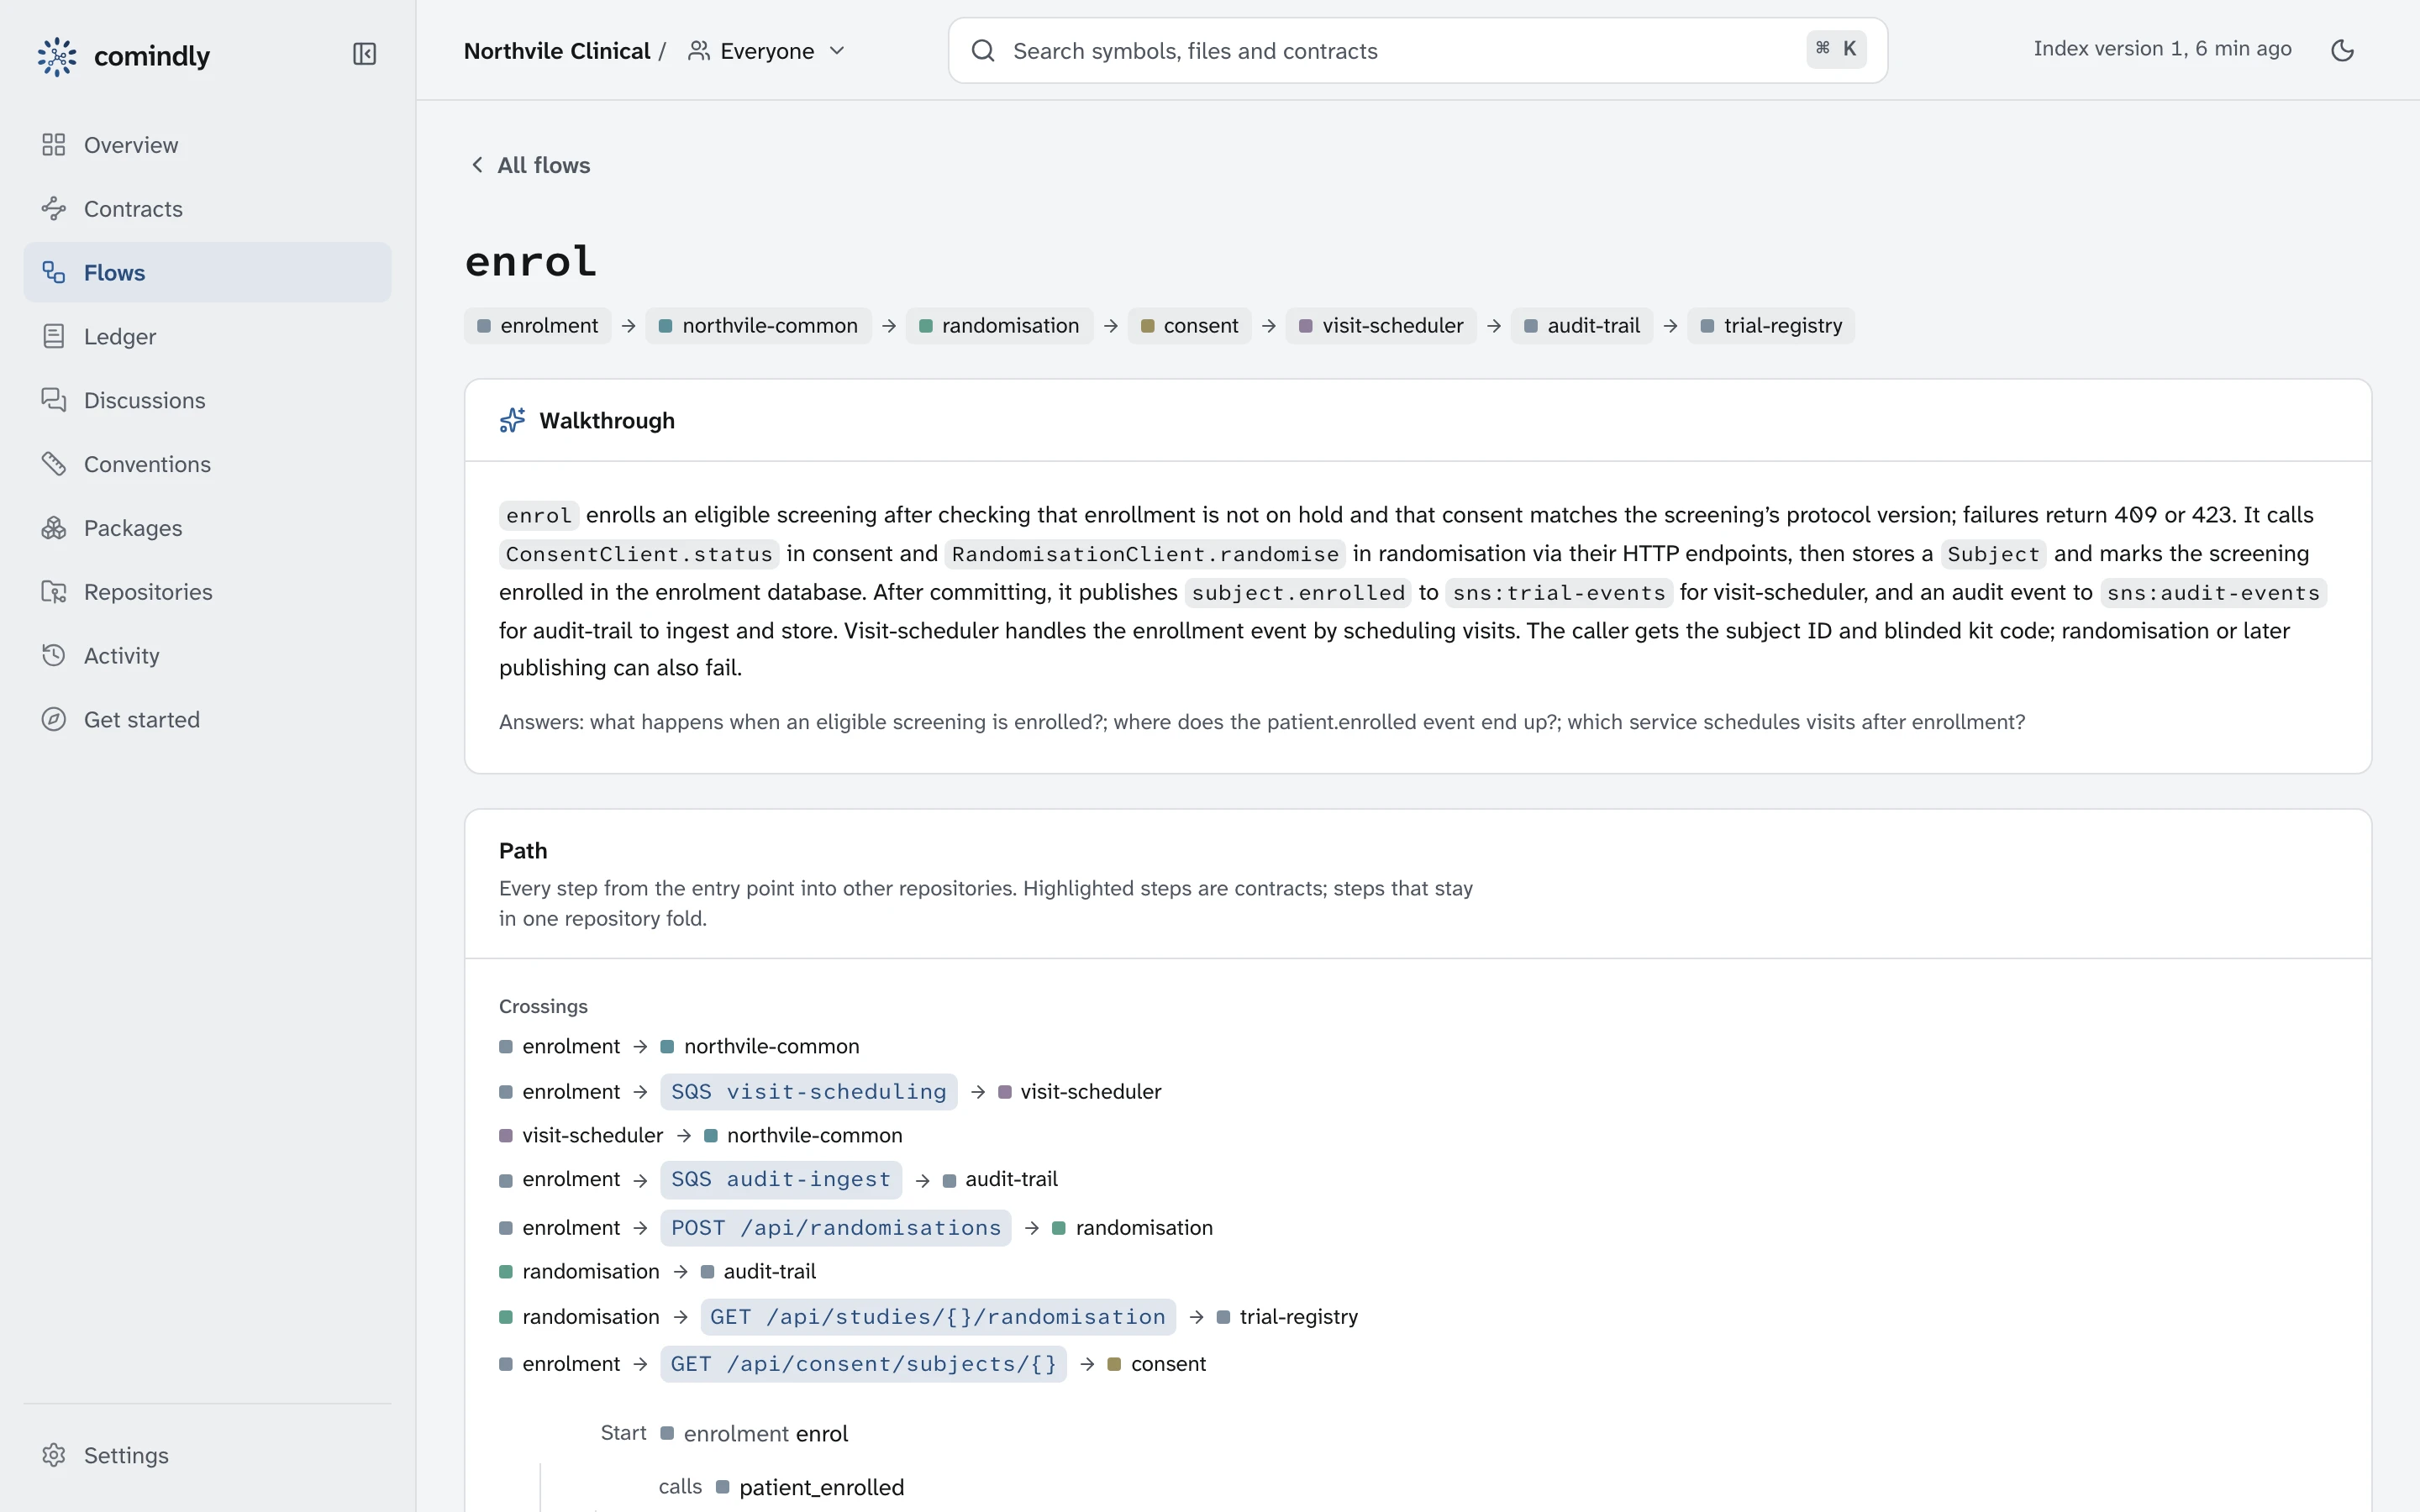 comindly
Northvile Clinical / Everyone
Search symbols, files and contracts
⌘ K
Index version 1, 6 min ago
Overview
Contracts
Flows
Ledger
Discussions
Conventions
Packages
Repositories
Activity
Get started
Settings
All flows
enrol
enrolment → northvile-common → randomisation → consent → visit-scheduler → audit-trail → trial-registry
Walkthrough
enrol enrolls an eligible screening after checking that enrollment is not on hold and that consent matches the screening’s protocol version; failures return 409 or 423. It calls
ConsentClient.status in consent and RandomisationClient.randomise in randomisation via their HTTP endpoints, then stores a Subject and marks the screening
enrolled in the enrolment database. After committing, it publishes subject.enrolled to sns:trial-events for visit-scheduler, and an audit event to sns:audit-events
for audit-trail to ingest and store. Visit-scheduler handles the enrollment event by scheduling visits. The caller gets the subject ID and blinded kit code; randomisation or later
publishing can also fail.
Answers: what happens when an eligible screening is enrolled?; where does the patient.enrolled event end up?; which service schedules visits after enrollment?
Path
Every step from the entry point into other repositories. Highlighted steps are contracts; steps that stay
in one repository fold.
Crossings
enrolment → northvile-common
enrolment → SQS visit-scheduling → visit-scheduler
visit-scheduler → northvile-common
enrolment → SQS audit-ingest → audit-trail
enrolment → POST /api/randomisations → randomisation
randomisation → audit-trail
randomisation → GET /api/studies/{}/randomisation → trial-registry
enrolment → GET /api/consent/subjects/{} → consent
Start enrolment enrol
calls patient_enrolled